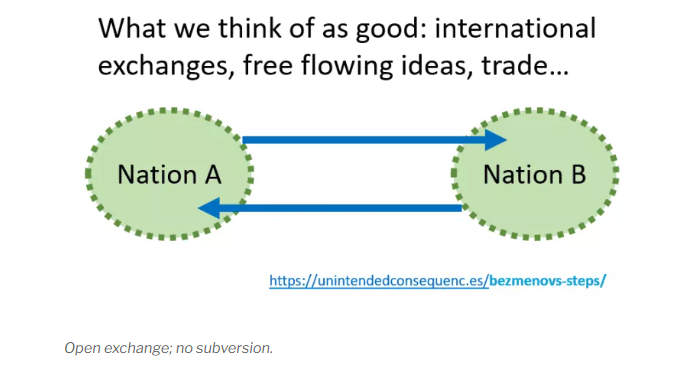 What we think of as good: international
exchanges, free flowing ideas, trade…
Nation A
Nation B
https://unintendedconsequenc.es/bezmenovs-steps/
Open exchange; no subversion.